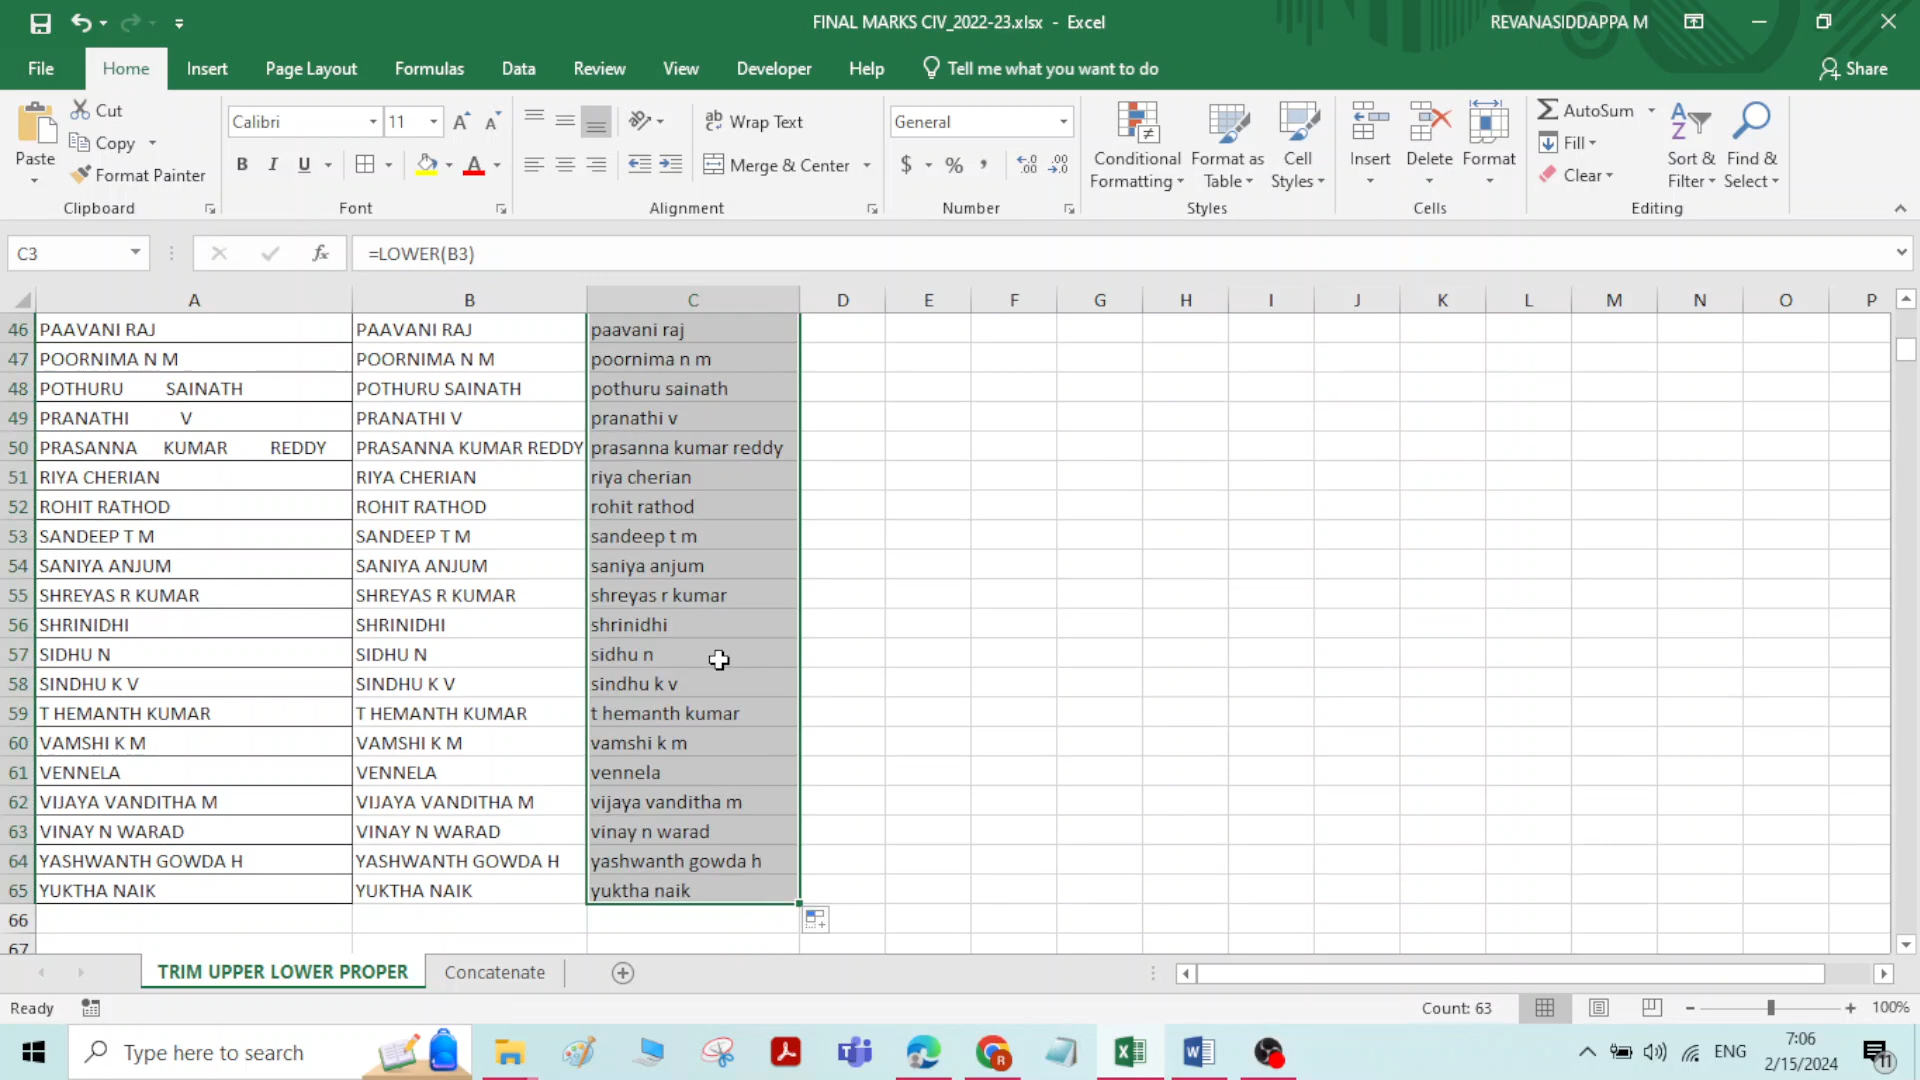 FINAL MARKS CIV_2022-23.xlsx - Excel
REVANASIDDAPPA M
File Home Insert Page Layout Formulas Data Review View Developer Help Tell me what you want to do Share
Paste
Cut
Copy
Format Painter
Clipboard
Calibri 11
B I U
Font
Wrap Text
Merge & Center
Alignment
General
$ %
Number
Conditional Formatting
Format as Table
Cell Styles
Styles
Insert Delete Format
Cells
AutoSum
Fill
Clear
Sort & Filter
Find & Select
Editing
C3 fx =LOWER(B3)
A B C D E F G H I J K L M N O P
46 PAAVANI RAJ PAAVANI RAJ paavani raj
47 POORNIMA N M POORNIMA N M poornima n m
48 POTHURU SAINATH POTHURU SAINATH pothuru sainath
49 PRANATHI V PRANATHI V pranathi v
50 PRASANNA KUMAR REDDY PRASANNA KUMAR REDDY prasanna kumar reddy
51 RIYA CHERIAN RIYA CHERIAN riya cherian
52 ROHIT RATHOD ROHIT RATHOD rohit rathod
53 SANDEEP T M SANDEEP T M sandeep t m
54 SANIYA ANJUM SANIYA ANJUM saniya anjum
55 SHREYAS R KUMAR SHREYAS R KUMAR shreyas r kumar
56 SHRINIDHI SHRINIDHI shrinidhi
57 SIDHU N SIDHU N sidhu n
58 SINDHU K V SINDHU K V sindhu k v
59 T HEMANTH KUMAR T HEMANTH KUMAR t hemanth kumar
60 VAMSHI K M VAMSHI K M vamshi k m
61 VENNELA VENNELA vennela
62 VIJAYA VANDITHA M VIJAYA VANDITHA M vijaya vanditha m
63 VINAY N WARAD VINAY N WARAD vinay n warad
64 YASHWANTH GOWDA H YASHWANTH GOWDA H yashwanth gowda h
65 YUKTHA NAIK YUKTHA NAIK yuktha naik
66
67
TRIM UPPER LOWER PROPER Concatenate
Ready Count: 63 100%
Type here to search ENG 7:06
2/15/2024 11